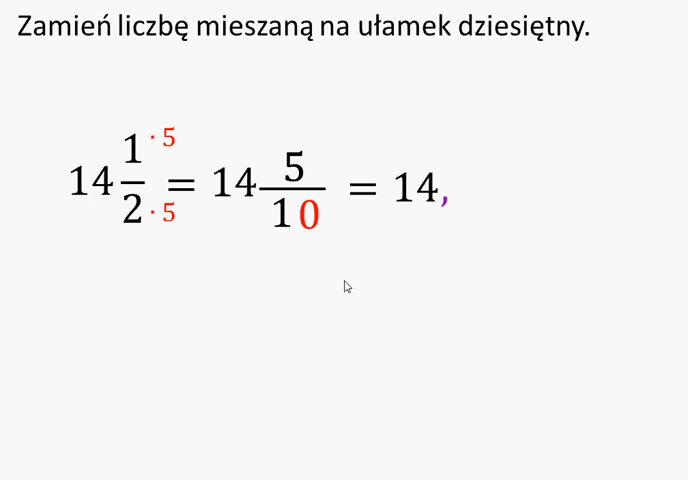 Zamień liczbę mieszaną na ułamek dziesiętny.
14 1/2 · 5/· 5 = 14 5/10 = 14,